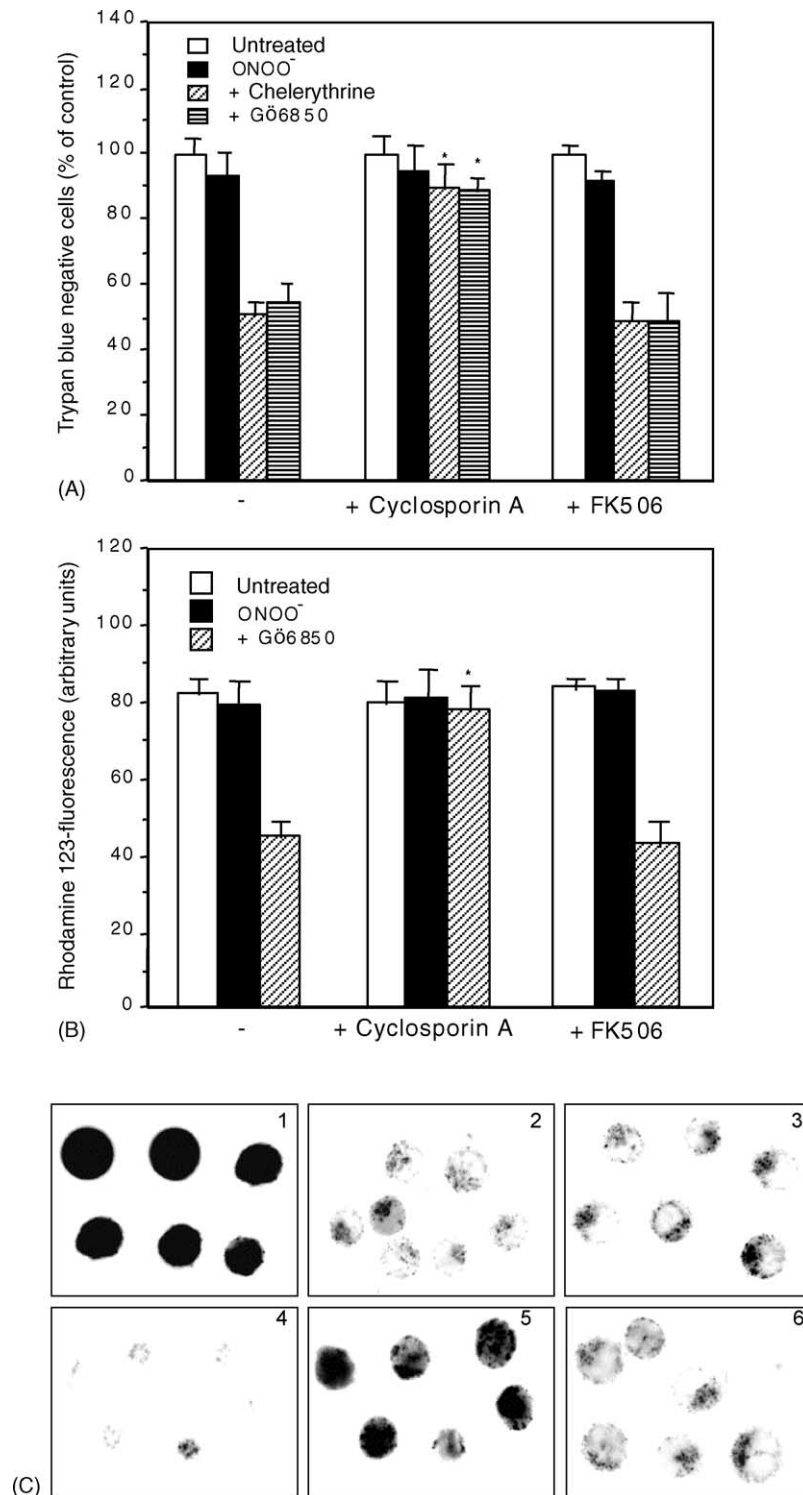 140
120
100
80
60
40
20
0
Trypan blue negative cells (% of control)
Untreated
ONOO⁻
+ Chelerythrine
+ Gö6850
* *
- + Cyclosporin A + FK506
(A)
120
100
80
60
40
20
0
Rhodamine 123-fluorescence (arbitrary units)
Untreated
ONOO⁻
+ Gö6850
*
- + Cyclosporin A + FK506
(B)
1 2 3
4 5 6
(C)